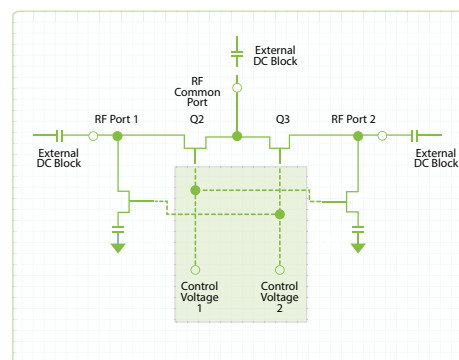 External
DC Block
RF
Common
Port
RF Port 1
Q2
Q3
RF Port 2
External
DC Block
External
DC Block
Control
Voltage
1
Control
Voltage
2